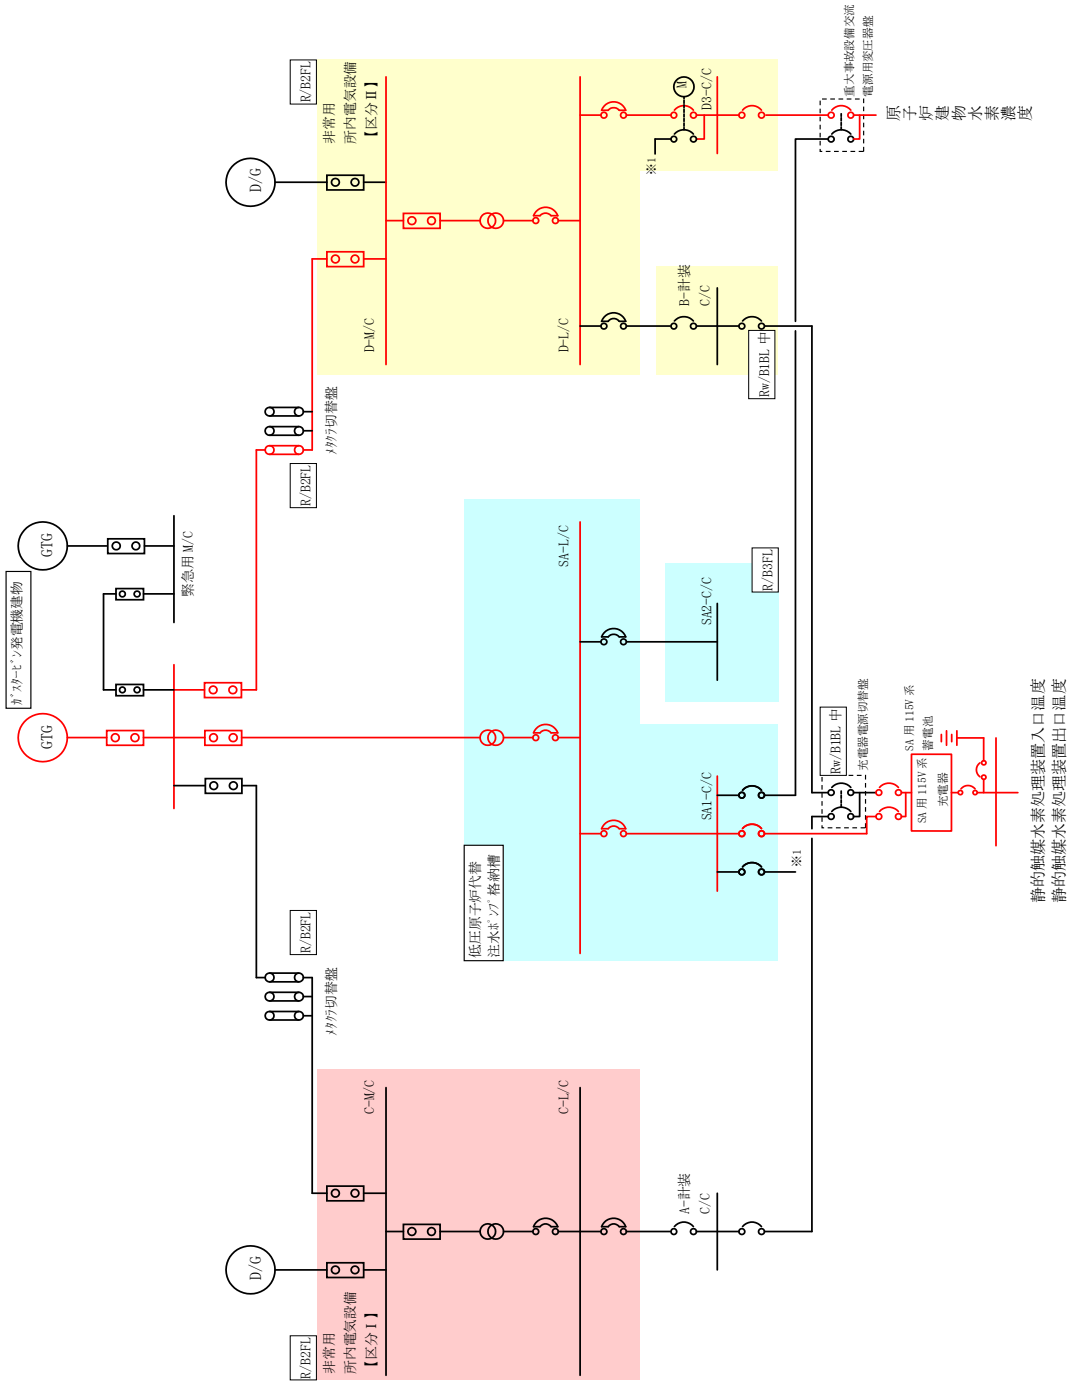 重大事故設備交流
電源用変圧器盤
原子炉建物水素濃度
R/B2FL
非常用
所内電気設備
【区分Ⅱ】
D/G
M
D3-C/C
※1
D-M/C
D-L/C
B-計装
C/C
Rw/B1BL 中
メタクラ切替盤
R/B2FL
GTG
緊急用 M/C
ガスタービン発電機建物
GTG
SA-L/C
SA2-C/C
R/B3FL
SA1-C/C
※1
低圧原子炉代替
注水ポンプ格納槽
Rw/B1BL 中
充電器電源切替盤
SA 用 115V 系
蓄電池
SA 用 115V 系
充電器
静的触媒水素処理装置入口温度
静的触媒水素処理装置出口温度
R/B2FL
メタクラ切替盤
C-M/C
C-L/C
A-計装
C/C
D/G
R/B2FL
非常用
所内電気設備
【区分Ⅰ】